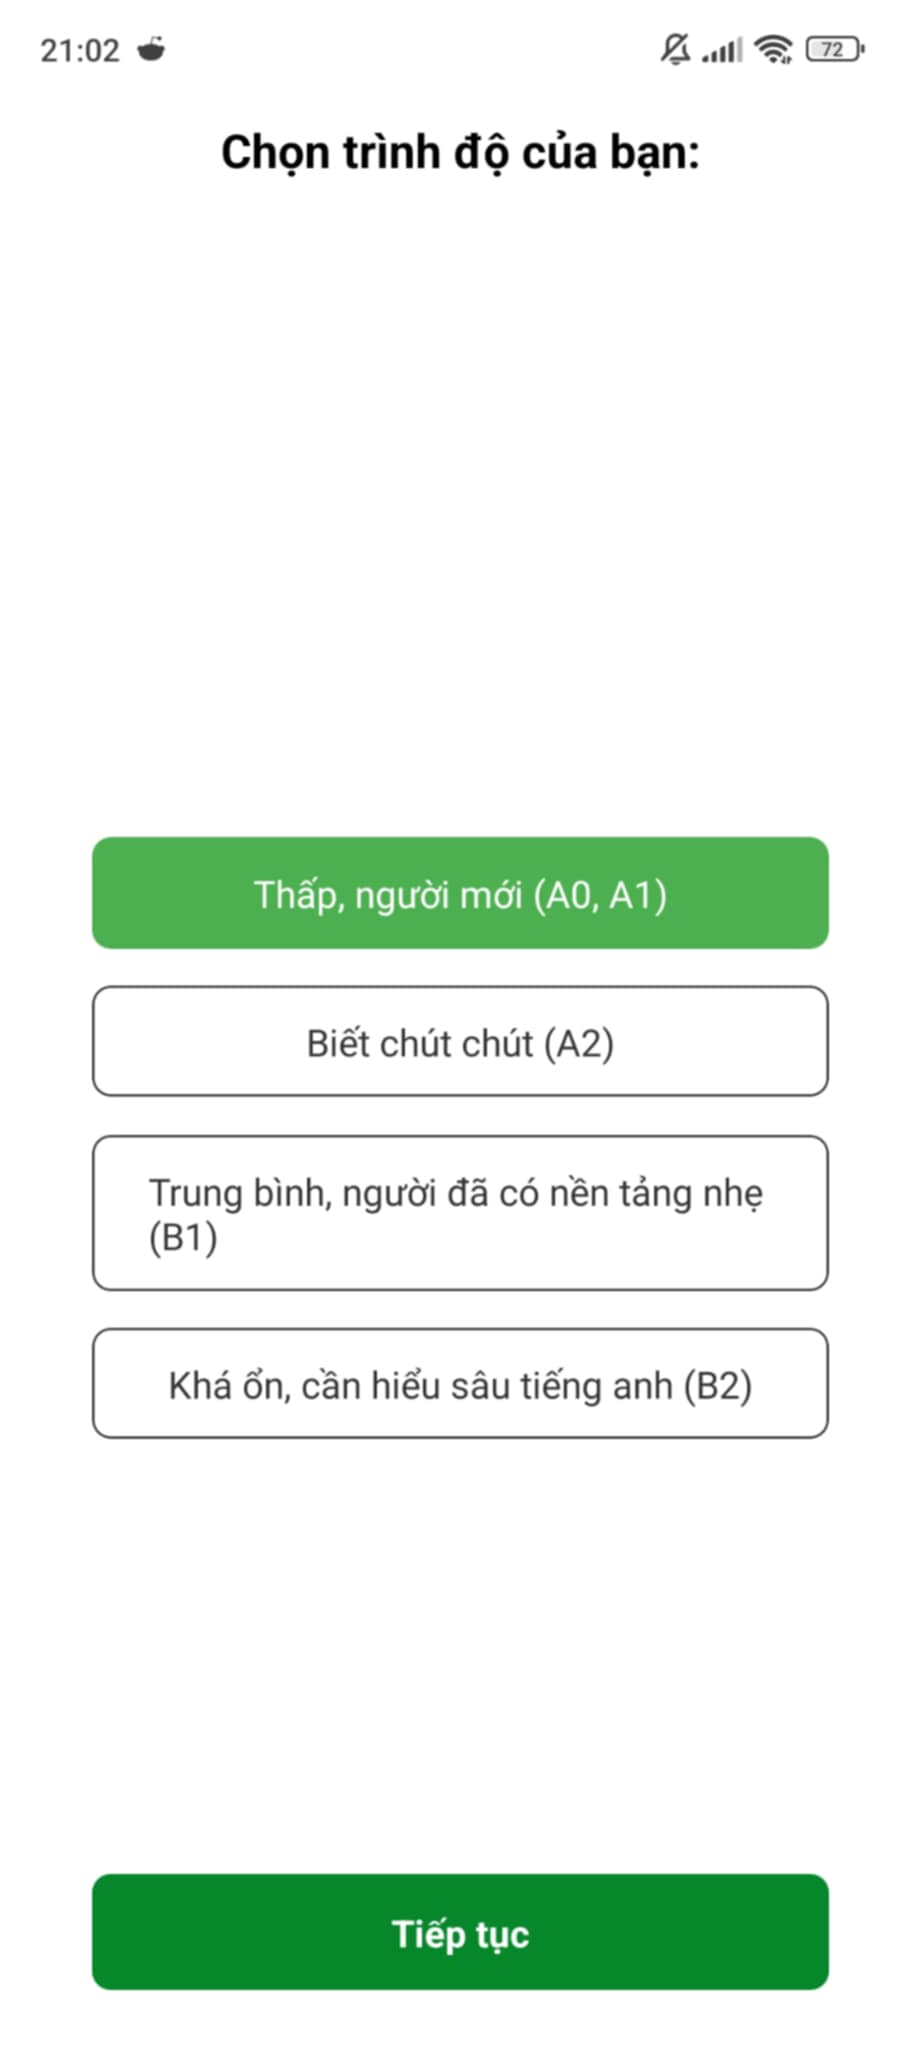 21:02
72
Chọn trình độ của bạn:
Thấp, người mới (A0, A1)
Biết chút chút (A2)
Trung bình, người đã có nền tảng nhẹ
(B1)
Khá ổn, cần hiểu sâu tiếng anh (B2)
Tiếp tục